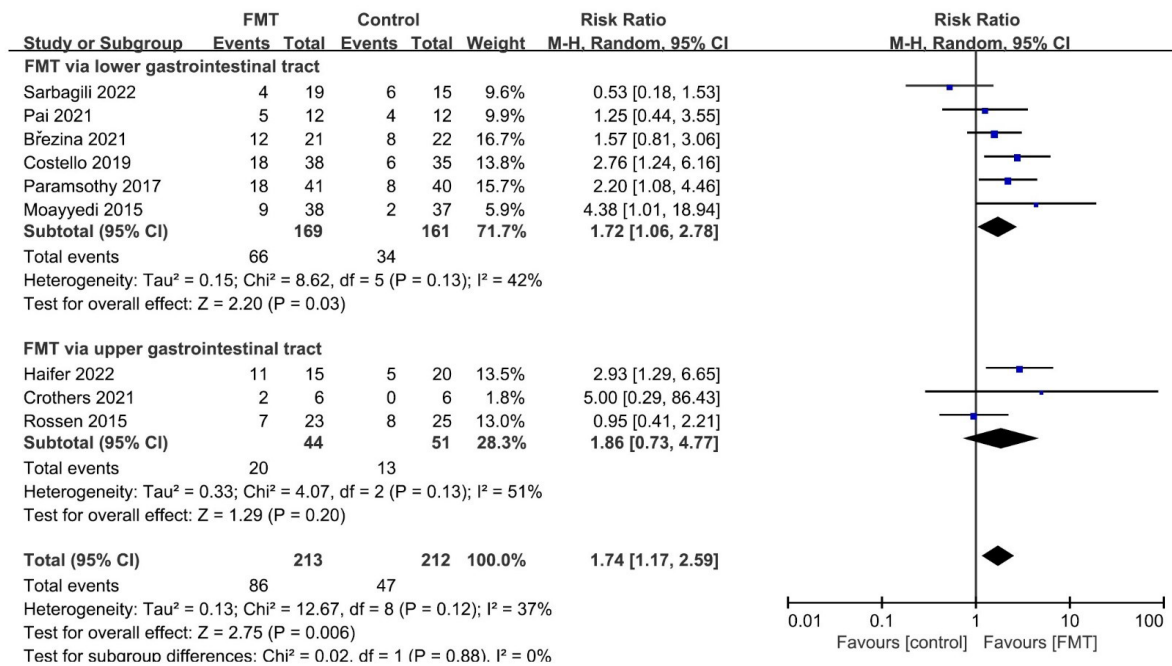 FMT Control Risk Ratio Risk Ratio
Study or Subgroup Events Total Events Total Weight M-H, Random, 95% CI M-H, Random, 95% CI
FMT via lower gastrointestinal tract
Sarbagili 2022 4 19 6 15 9.6% 0.53 [0.18, 1.53]
Pai 2021 5 12 4 12 9.9% 1.25 [0.44, 3.55]
Březina 2021 12 21 8 22 16.7% 1.57 [0.81, 3.06]
Costello 2019 18 38 6 35 13.8% 2.76 [1.24, 6.16]
Paramsothy 2017 18 41 8 40 15.7% 2.20 [1.08, 4.46]
Moayyedi 2015 9 38 2 37 5.9% 4.38 [1.01, 18.94]
Subtotal (95% CI) 169 161 71.7% 1.72 [1.06, 2.78]
Total events 66 34
Heterogeneity: Tau² = 0.15; Chi² = 8.62, df = 5 (P = 0.13); I² = 42%
Test for overall effect: Z = 2.20 (P = 0.03)
FMT via upper gastrointestinal tract
Haifer 2022 11 15 5 20 13.5% 2.93 [1.29, 6.65]
Crothers 2021 2 6 0 6 1.8% 5.00 [0.29, 86.43]
Rossen 2015 7 23 8 25 13.0% 0.95 [0.41, 2.21]
Subtotal (95% CI) 44 51 28.3% 1.86 [0.73, 4.77]
Total events 20 13
Heterogeneity: Tau² = 0.33; Chi² = 4.07, df = 2 (P = 0.13); I² = 51%
Test for overall effect: Z = 1.29 (P = 0.20)
Total (95% CI) 213 212 100.0% 1.74 [1.17, 2.59]
Total events 86 47
Heterogeneity: Tau² = 0.13; Chi² = 12.67, df = 8 (P = 0.12); I² = 37%
Test for overall effect: Z = 2.75 (P = 0.006)
Test for subgroup differences: Chi² = 0.02, df = 1 (P = 0.88), I² = 0%
0.01 0.1 1 10 100
Favours [control] Favours [FMT]